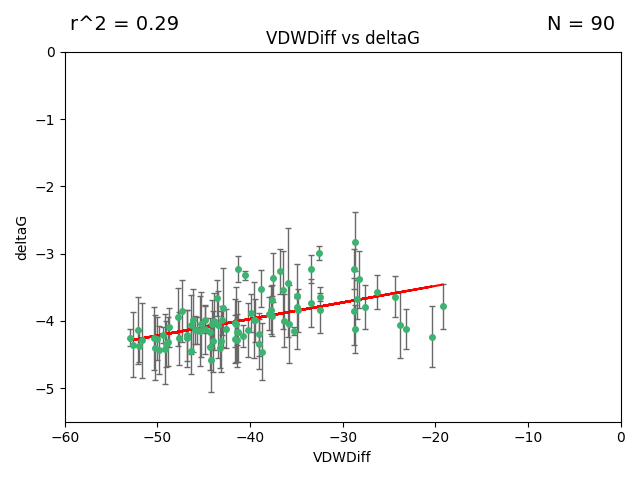 r^2 = 0.29
N = 90
VDWDiff vs deltaG
0
−1
−2
−3
−4
−5
deltaG
−60 −50 −40 −30 −20 −10 0
VDWDiff